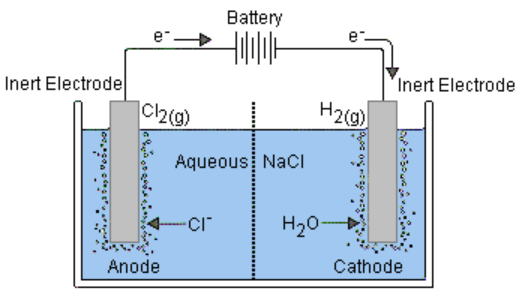 Battery
e⁻
e⁻
Inert Electrode
Inert Electrode
Cl₂(g)
H₂(g)
Aqueous NaCl
Cl⁻
H₂O
Anode
Cathode